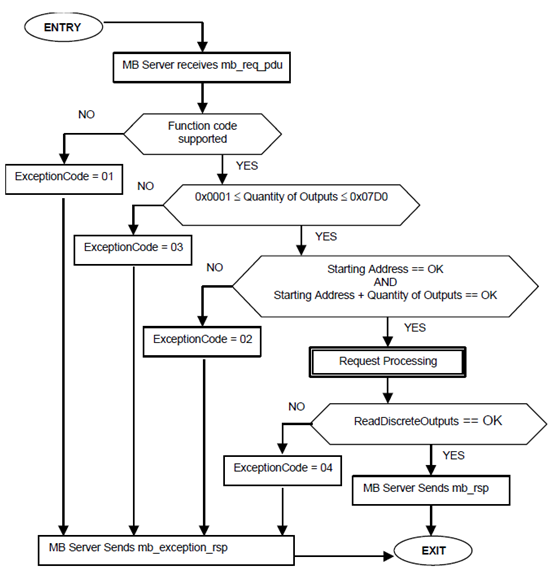 ENTRY
MB Server receives mb_req_pdu
NO
Function code
supported
YES
ExceptionCode = 01
NO
0x0001 ≤ Quantity of Outputs ≤ 0x07D0
YES
ExceptionCode = 03
NO
Starting Address == OK
AND
Starting Address + Quantity of Outputs == OK
YES
ExceptionCode = 02
Request Processing
NO
ReadDiscreteOutputs == OK
YES
ExceptionCode = 04
MB Server Sends mb_rsp
MB Server Sends mb_exception_rsp
EXIT